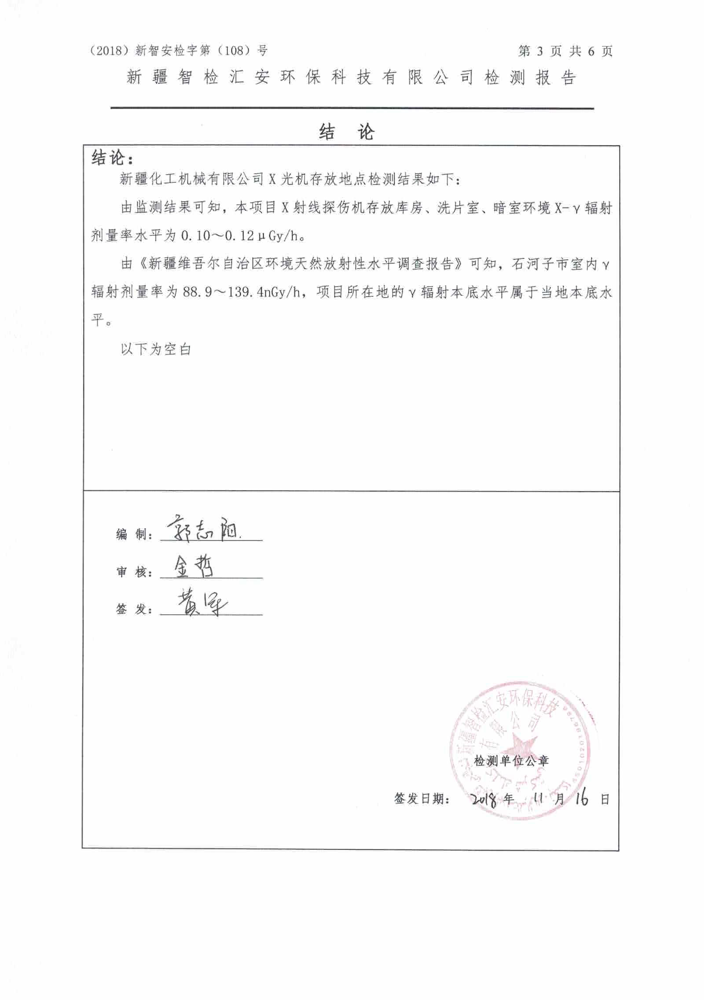 （2018）新智安检字第（108）号
第 3 页 共 6 页
新疆智检汇安环保科技有限公司检测报告
结 论
结论：
新疆化工机械有限公司 X 光机存放地点检测结果如下：
由监测结果可知，本项目 X 射线探伤机存放库房、洗片室、暗室环境 X-γ 辐射
剂量率水平为 0.10～0.12μGy/h。
由《新疆维吾尔自治区环境天然放射性水平调查报告》可知，石河子市室内 γ
辐射剂量率为 88.9～139.4nGy/h，项目所在地的 γ 辐射本底水平属于当地本底水
平。
以下为空白
编 制：郭志阳
审 核：金哲
签 发：黄军
新疆智检汇安环保科技
有限公司
检测单位公章
签发日期： 2018 年 11 月 16 日